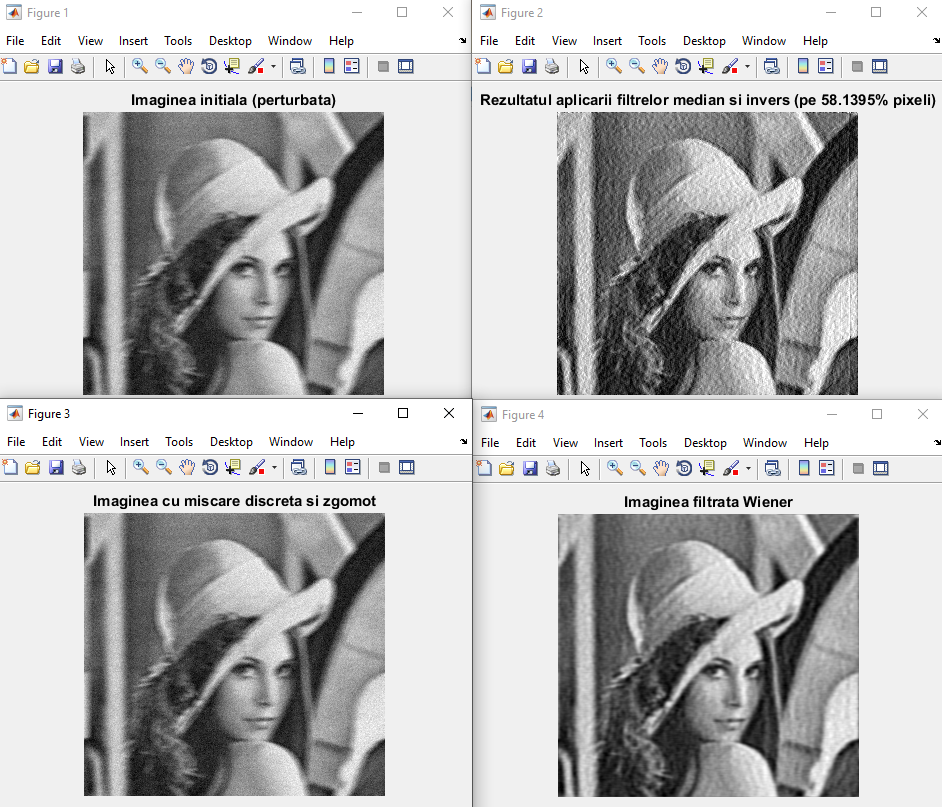 Figure 1
File Edit View Insert Tools Desktop Window Help
Imaginea initiala (perturbata)
Figure 2
File Edit View Insert Tools Desktop Window Help
Rezultatul aplicarii filtrelor median si invers (pe 58.1395% pixeli)
Figure 3
File Edit View Insert Tools Desktop Window Help
Imaginea cu miscare discreta si zgomot
Figure 4
File Edit View Insert Tools Desktop Window Help
Imaginea filtrata Wiener